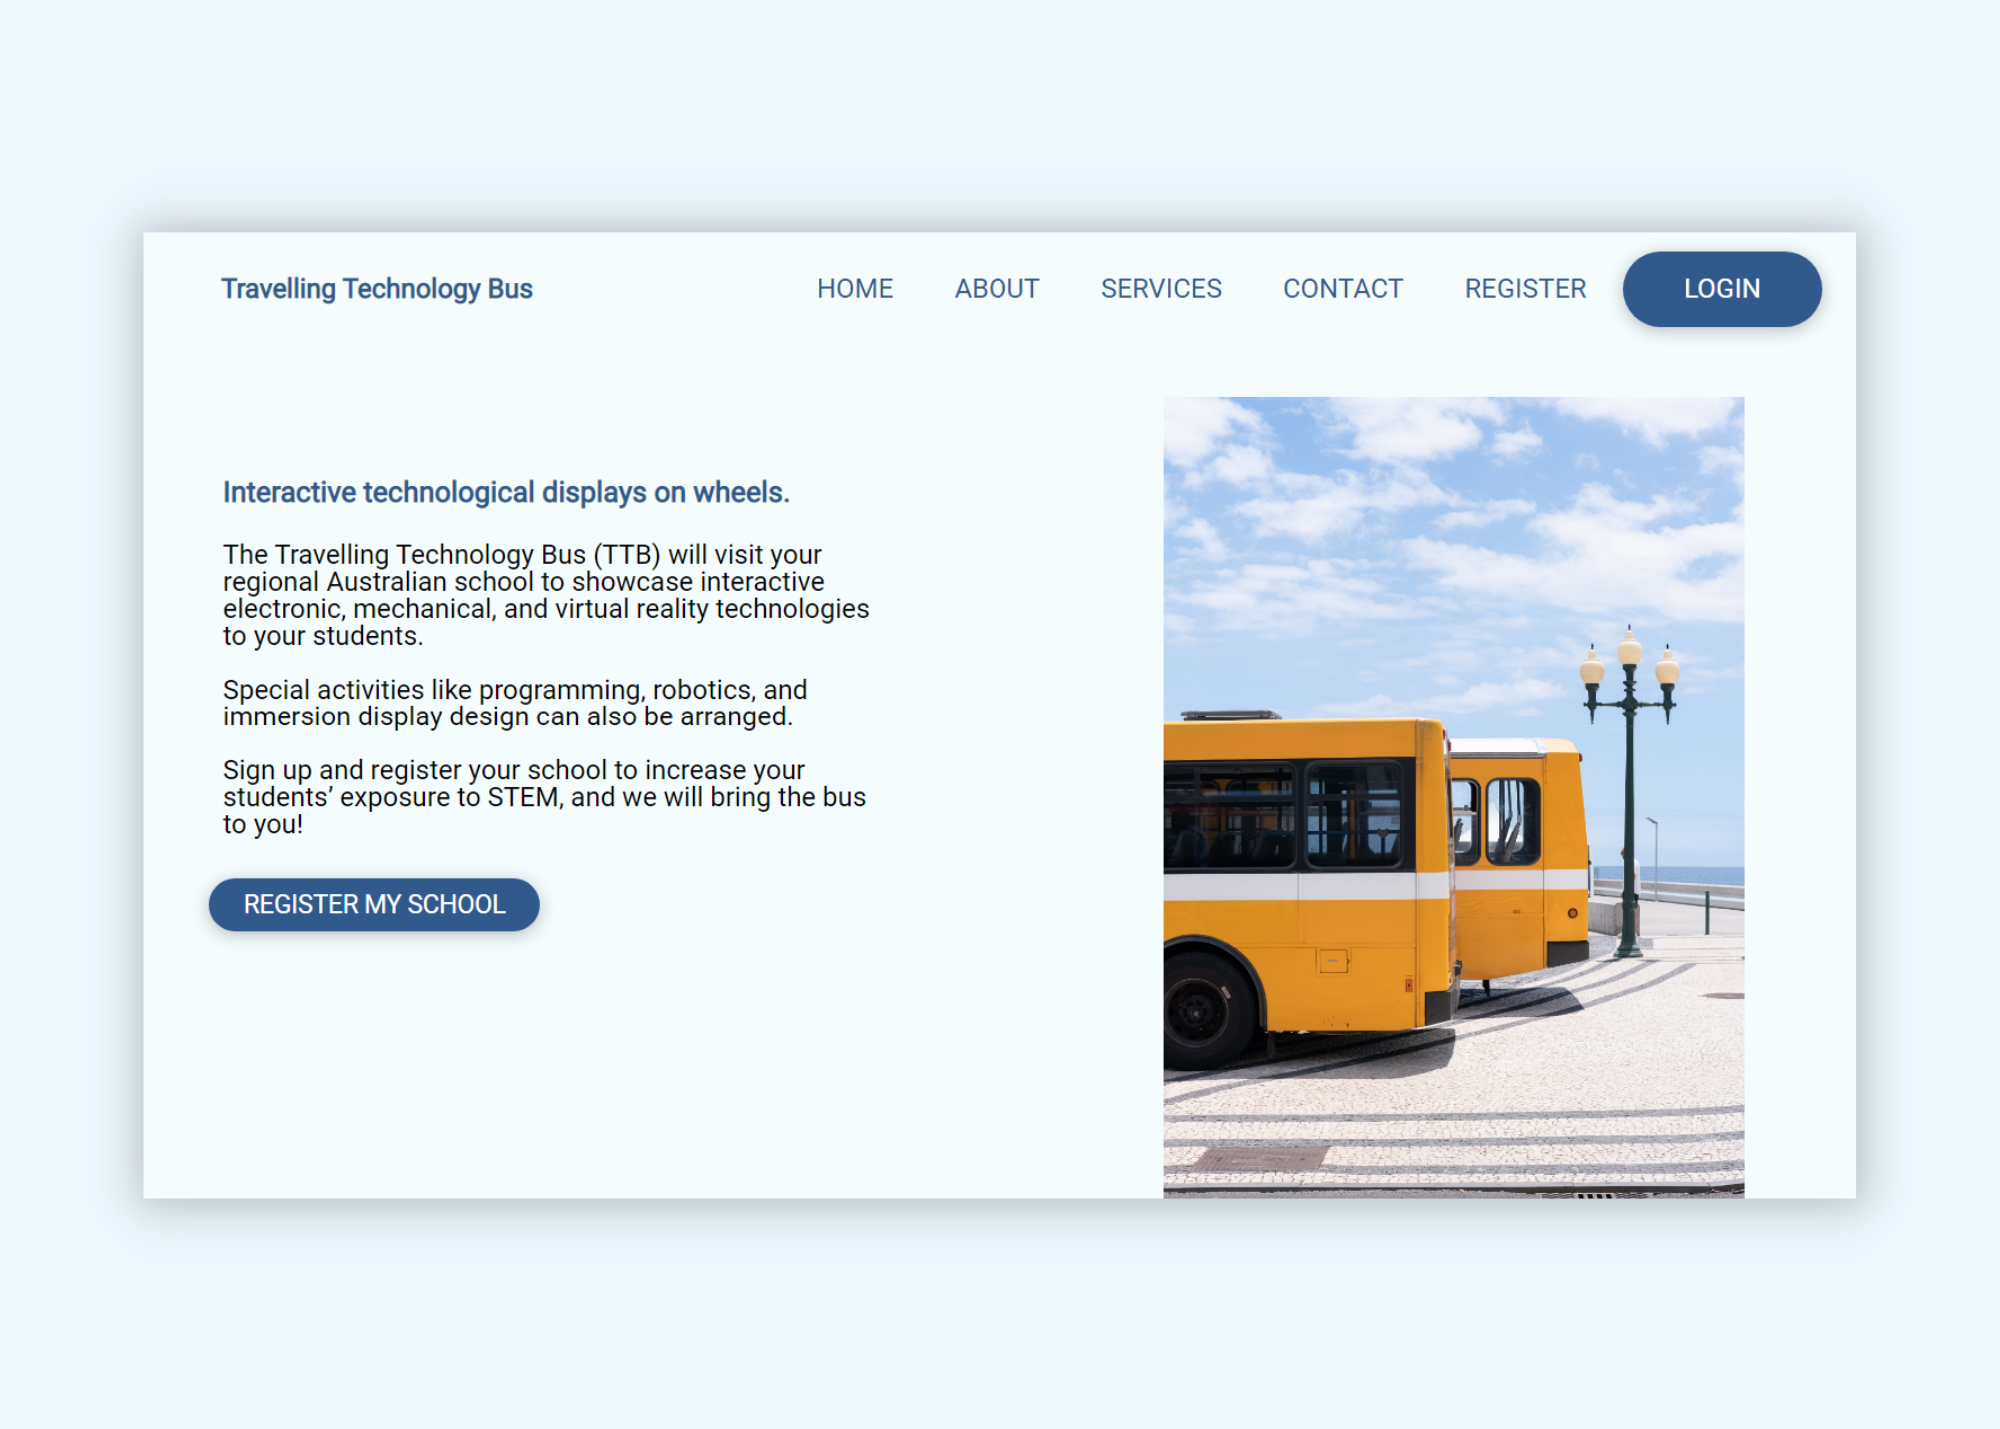 Travelling Technology Bus
HOME
ABOUT
SERVICES
CONTACT
REGISTER
LOGIN
Interactive technological displays on wheels.
The Travelling Technology Bus (TTB) will visit your
regional Australian school to showcase interactive
electronic, mechanical, and virtual reality technologies
to your students.
Special activities like programming, robotics, and
immersion display design can also be arranged.
Sign up and register your school to increase your
students’ exposure to STEM, and we will bring the bus
to you!
REGISTER MY SCHOOL